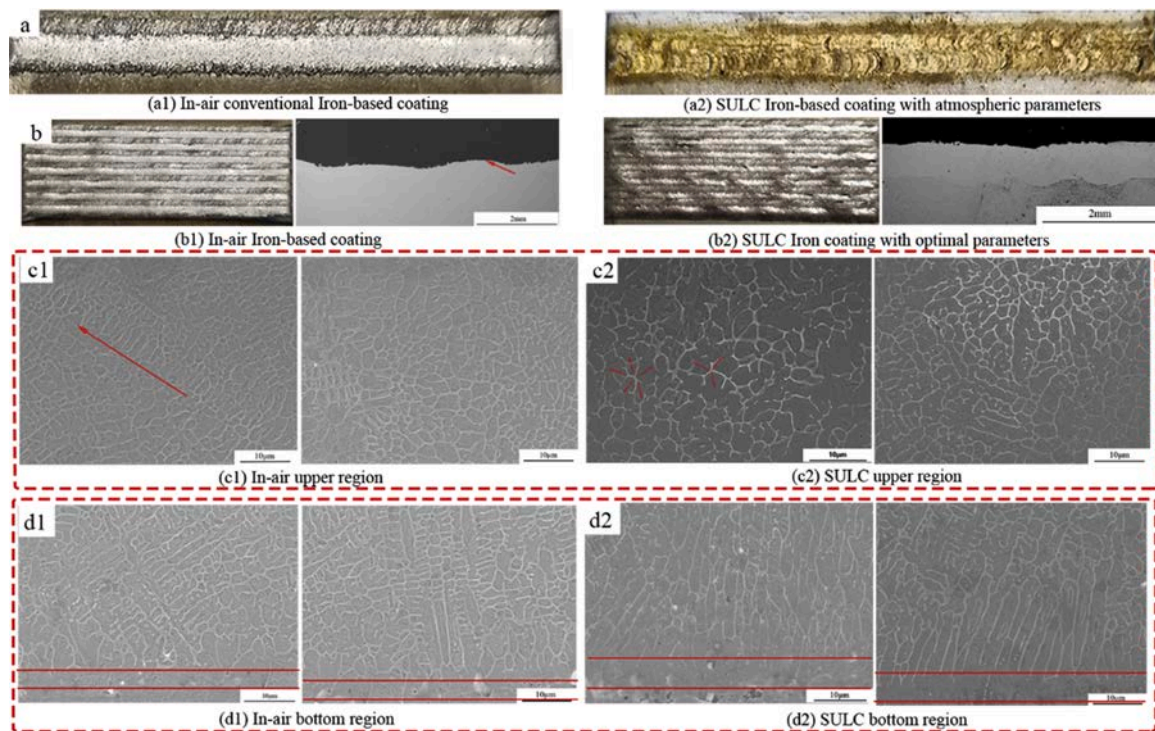 a
(a1) In-air conventional Iron-based coating
(a2) SULC Iron-based coating with atmospheric parameters
b
2mm
2mm
(b1) In-air Iron-based coating
(b2) SULC Iron coating with optimal parameters
c1
c2
10μm
10μm
10μm
10μm
(c1) In-air upper region
(c2) SULC upper region
d1
d2
10μm
10μm
10μm
10μm
(d1) In-air bottom region
(d2) SULC bottom region